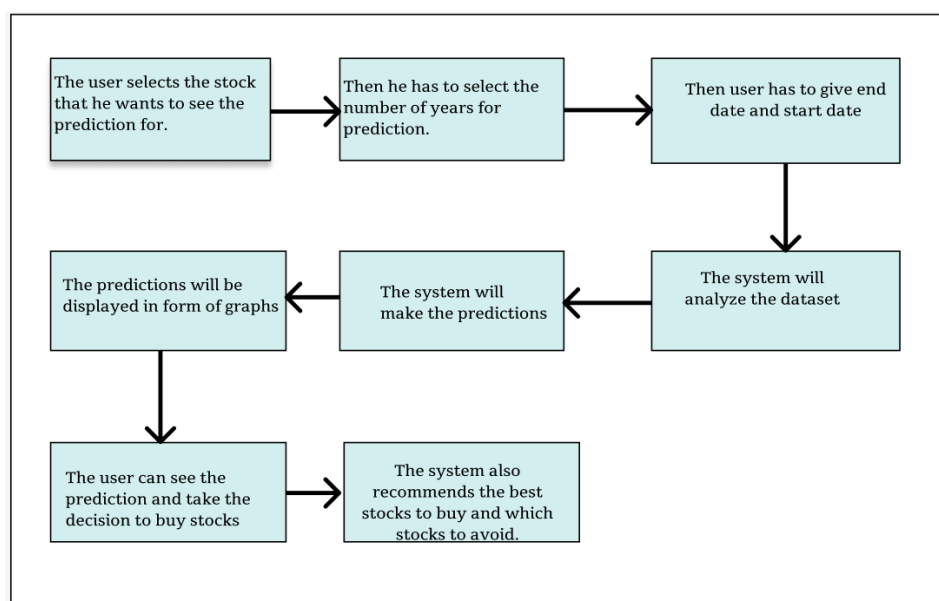 The user selects the stock
that he wants to see the
prediction for.
Then he has to select the
number of years for
prediction.
Then user has to give end
date and start date
The system will
analyze the dataset
The system will
make the predictions
The predictions will be
displayed in form of graphs
The user can see the
prediction and take the
decision to buy stocks
The system also
recommends the best
stocks to buy and which
stocks to avoid.